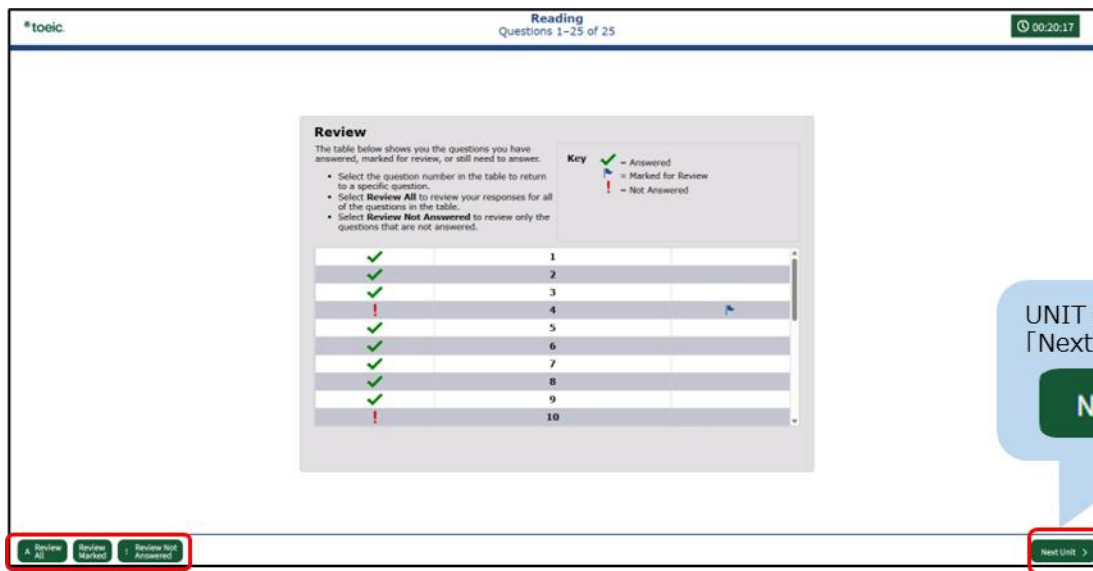 toeic.
Reading
Questions 1–25 of 25
00:20:17
Review
The table below shows you the questions you have
answered, marked for review, or still need to answer.
• Select the question number in the table to return
to a specific question.
• Select Review All to review your responses for all
of the questions in the table.
• Select Review Not Answered to review only the
questions that are not answered.
Key
= Answered
= Marked for Review
! = Not Answered
1
2
3
! 4
5
6
7
8
9
! 10
UNIT
「Next
N
A Review
All
Review
Marked
! Review Not
Answered
Next Unit >